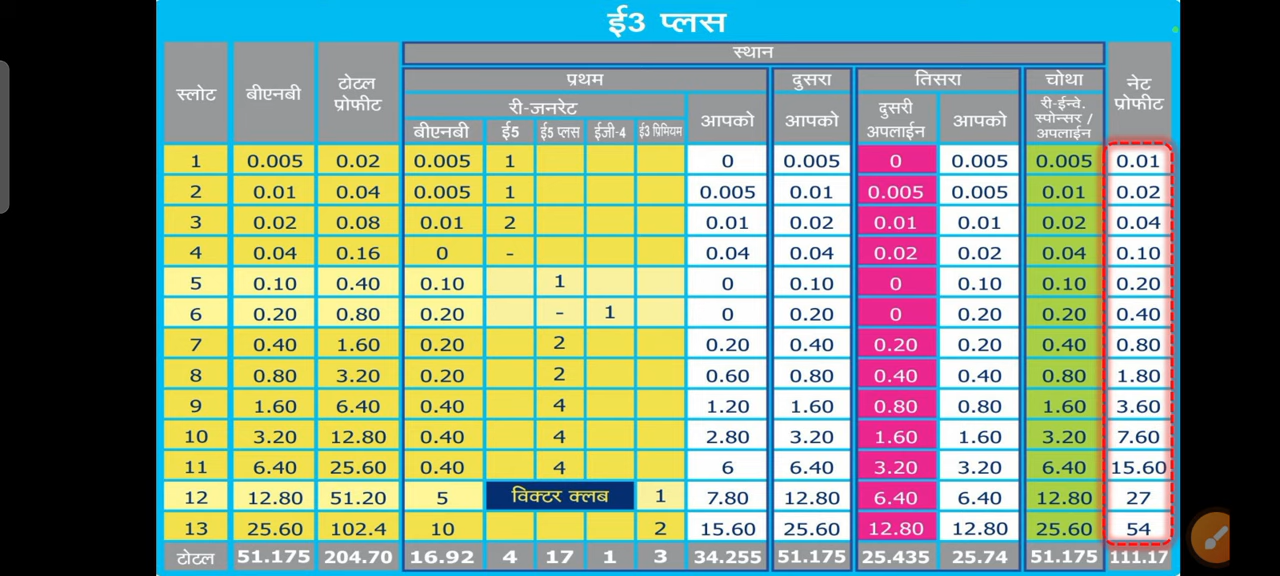 ई3 प्लस
स्थान
स्लोट बीएनबी टोटल प्रोफीट प्रथम दुसरा तिसरा चोथा नेट प्रोफीट
री-जनरेट आपको आपको दुसरी अपलाईन आपको री-ईन्वे. स्पोन्सर / अपलाईन
बीएनबी ई5 ई5 प्लस ईजी-4 ई3 प्रिमियम
1 0.005 0.02 0.005 1 0 0.005 0 0.005 0.005 0.01
2 0.01 0.04 0.005 1 0.005 0.01 0.005 0.005 0.01 0.02
3 0.02 0.08 0.01 2 0.01 0.02 0.01 0.01 0.02 0.04
4 0.04 0.16 0 - 0.04 0.04 0.02 0.02 0.04 0.10
5 0.10 0.40 0.10 1 0 0.10 0 0.10 0.10 0.20
6 0.20 0.80 0.20 - 1 0 0.20 0 0.20 0.20 0.40
7 0.40 1.60 0.20 2 0.20 0.40 0.20 0.20 0.40 0.80
8 0.80 3.20 0.20 2 0.60 0.80 0.40 0.40 0.80 1.80
9 1.60 6.40 0.40 4 1.20 1.60 0.80 0.80 1.60 3.60
10 3.20 12.80 0.40 4 2.80 3.20 1.60 1.60 3.20 7.60
11 6.40 25.60 0.40 4 6 6.40 3.20 3.20 6.40 15.60
12 12.80 51.20 5 विक्टर क्लब 1 7.80 12.80 6.40 6.40 12.80 27
13 25.60 102.4 10 2 15.60 25.60 12.80 12.80 25.60 54
टोटल 51.175 204.70 16.92 4 17 1 3 34.255 51.175 25.435 25.74 51.175 111.17